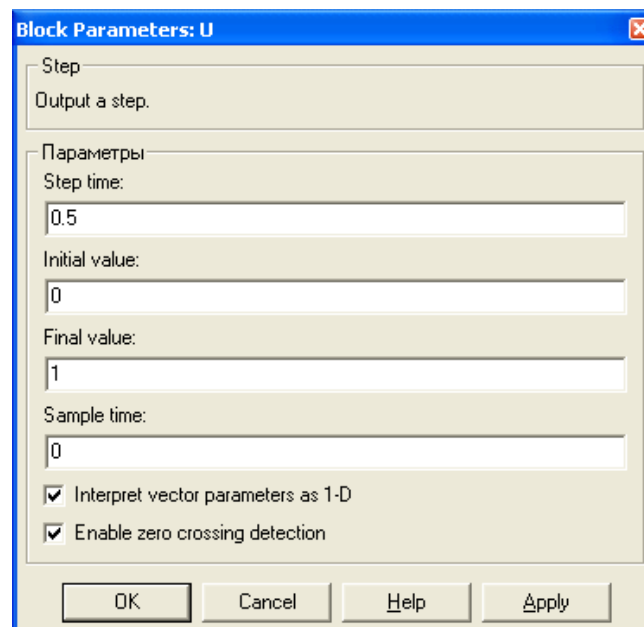 Block Parameters: U
Step
Output a step.
Параметры
Step time:
0.5
Initial value:
0
Final value:
1
Sample time:
0
Interpret vector parameters as 1-D
Enable zero crossing detection
OK Cancel Help Apply